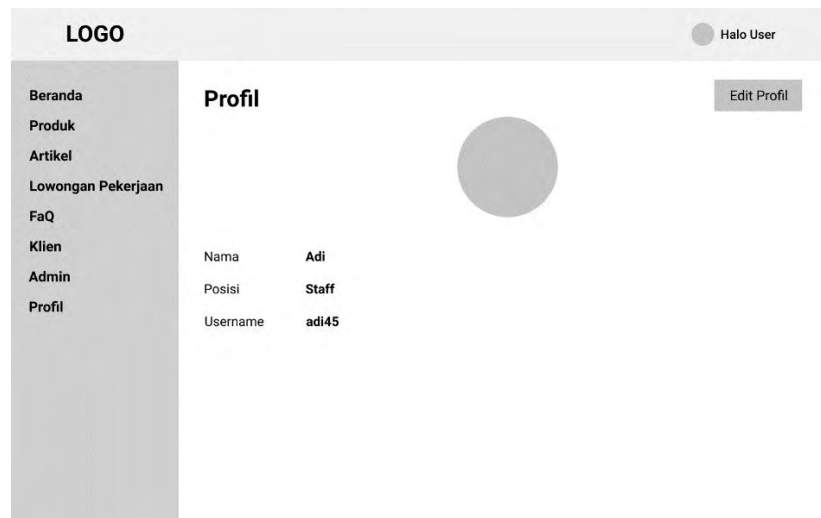 LOGO
Halo User
Beranda
Produk
Artikel
Lowongan Pekerjaan
FaQ
Klien
Admin
Profil
Profil
Edit Profil
Nama Adi
Posisi Staff
Username adi45